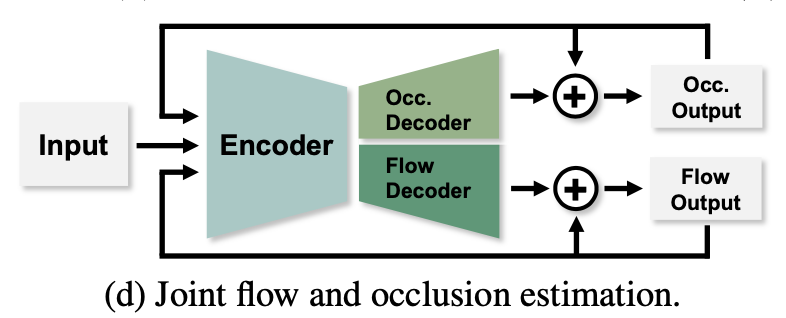 Input
Encoder
Occ.
Decoder
Flow
Decoder
Occ.
Output
Flow
Output
(d) Joint flow and occlusion estimation.